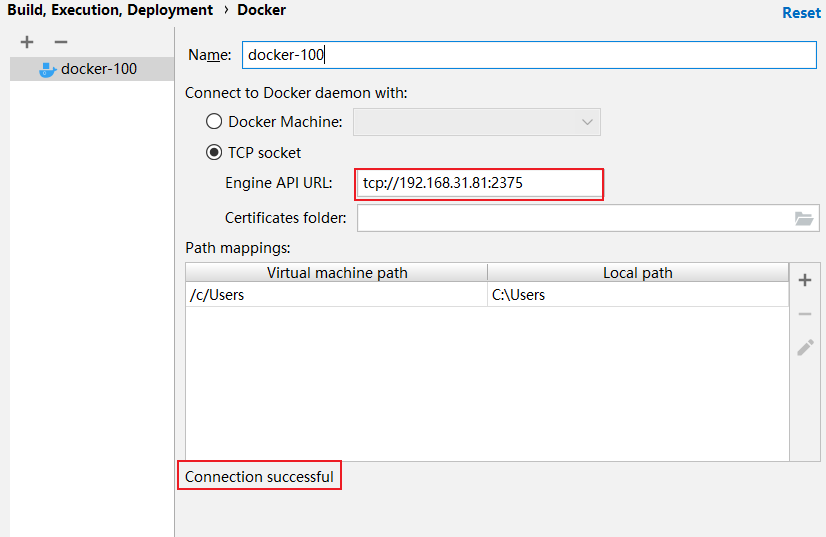 Build, Execution, Deployment › Docker
Reset
docker-100
Name: docker-100
Connect to Docker daemon with:
Docker Machine:
TCP socket
Engine API URL: tcp://192.168.31.81:2375
Certificates folder:
Path mappings:
Virtual machine path Local path
/c/Users C:\Users
Connection successful